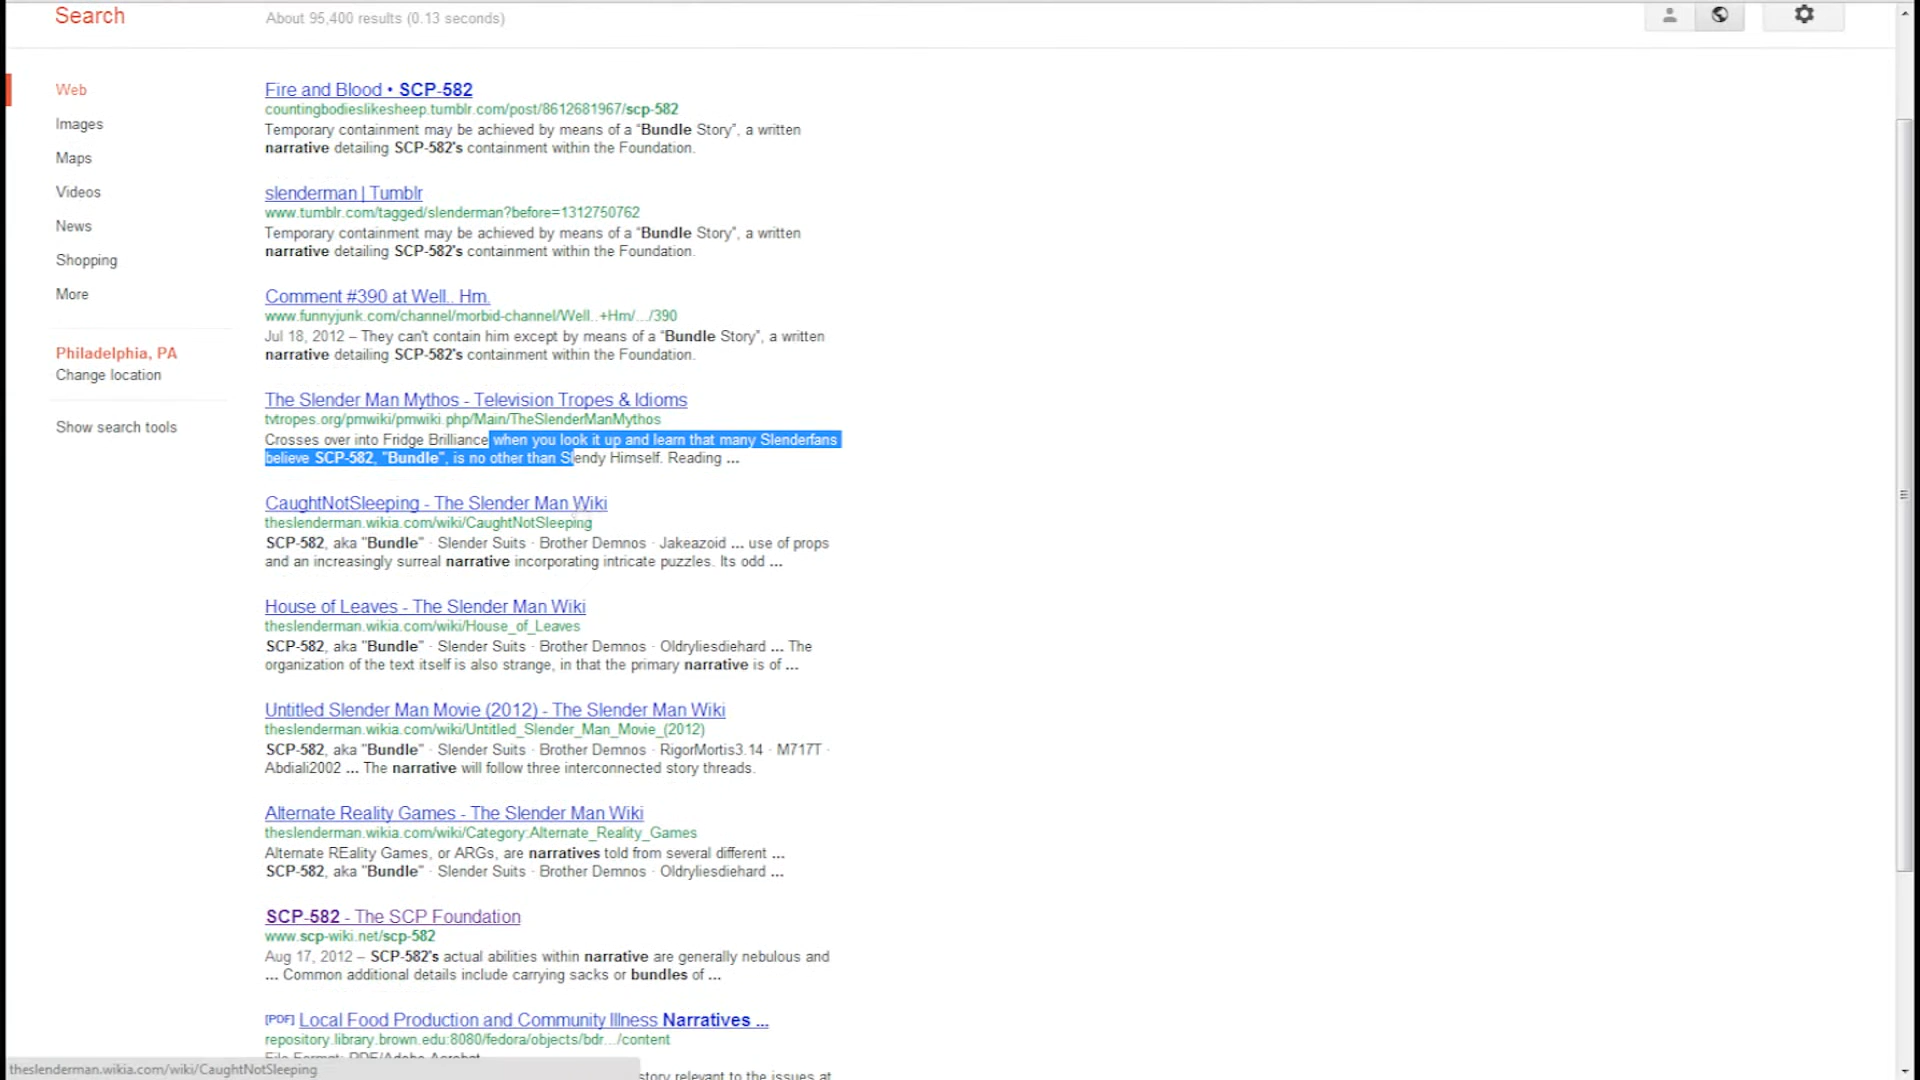 Search
About 95,400 results (0.13 seconds)
Web
Images
Maps
Videos
News
Shopping
More
Philadelphia, PA
Change location
Show search tools
Fire and Blood • SCP-582
countingbodieslikesheep.tumblr.com/post/8612681967/scp-582
Temporary containment may be achieved by means of a “Bundle Story”, a written
narrative detailing SCP-582's containment within the Foundation.
slenderman | Tumblr
www.tumblr.com/tagged/slenderman?before=1312750762
Temporary containment may be achieved by means of a “Bundle Story”, a written
narrative detailing SCP-582's containment within the Foundation.
Comment #390 at Well.. Hm.
www.funnyjunk.com/channel/morbid-channel/Well..+Hm/.../390
Jul 18, 2012 – They can't contain him except by means of a “Bundle Story”, a written
narrative detailing SCP-582's containment within the Foundation.
The Slender Man Mythos - Television Tropes & Idioms
tvtropes.org/pmwiki/pmwiki.php/Main/TheSlenderManMythos
Crosses over into Fridge Brilliance when you look it up and learn that many Slenderfans
believe SCP-582, "Bundle", is no other than Slendy Himself. Reading ...
CaughtNotSleeping - The Slender Man Wiki
theslenderman.wikia.com/wiki/CaughtNotSleeping
SCP-582, aka "Bundle" · Slender Suits · Brother Demnos · Jakeazoid ... use of props
and an increasingly surreal narrative incorporating intricate puzzles. Its odd ...
House of Leaves - The Slender Man Wiki
theslenderman.wikia.com/wiki/House_of_Leaves
SCP-582, aka "Bundle" · Slender Suits · Brother Demnos · Oldryliesdiehard ... The
organization of the text itself is also strange, in that the primary narrative is of ...
Untitled Slender Man Movie (2012) - The Slender Man Wiki
theslenderman.wikia.com/wiki/Untitled_Slender_Man_Movie_(2012)
SCP-582, aka "Bundle" · Slender Suits · Brother Demnos · RigorMortis3.14 · M717T ·
Abdiali2002 ... The narrative will follow three interconnected story threads.
Alternate Reality Games - The Slender Man Wiki
theslenderman.wikia.com/wiki/Category:Alternate_Reality_Games
Alternate REality Games, or ARGs, are narratives told from several different ...
SCP-582, aka "Bundle" · Slender Suits · Brother Demnos · Oldryliesdiehard ...
SCP-582 - The SCP Foundation
www.scp-wiki.net/scp-582
Aug 17, 2012 – SCP-582's actual abilities within narrative are generally nebulous and
... Common additional details include carrying sacks or bundles of ...
[PDF] Local Food Production and Community Illness Narratives ...
repository.library.brown.edu:8080/fedora/objects/bdr.../content
File Format: PDF/Adobe Acrobat
story relevant to the issues at
theslenderman.wikia.com/wiki/CaughtNotSleeping